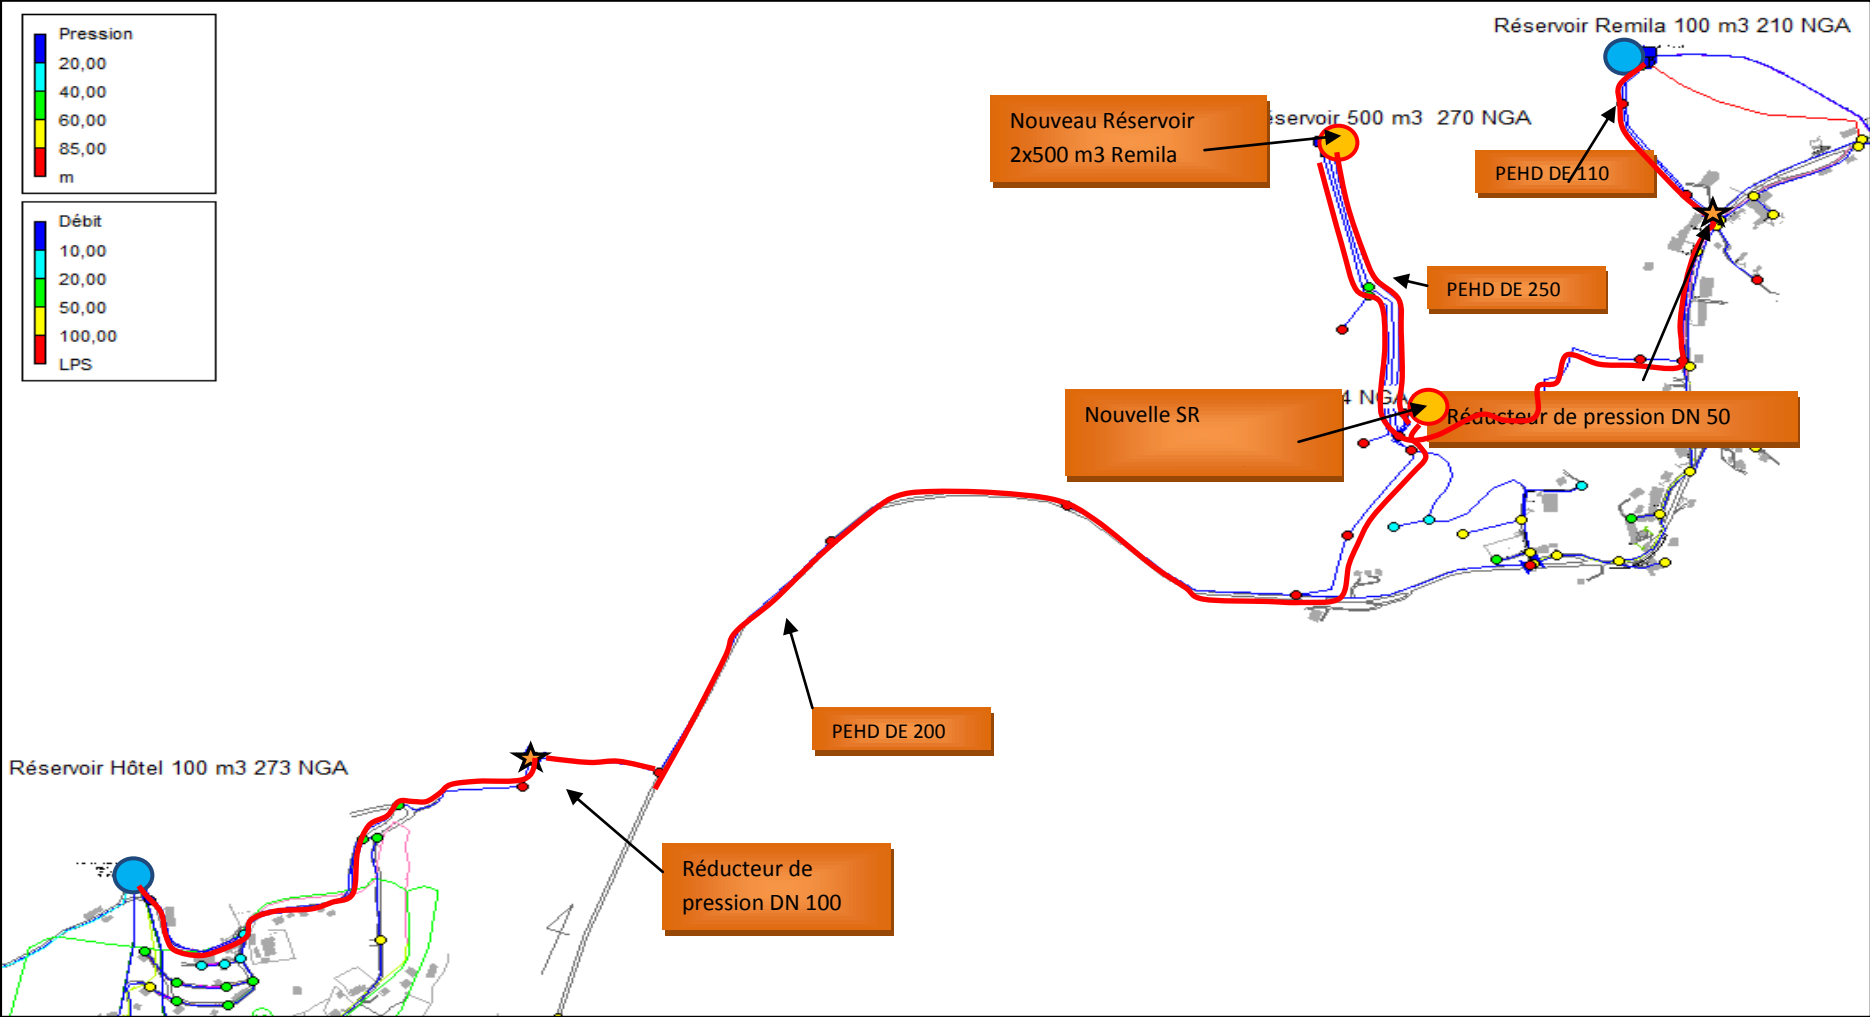 Pression
20,00
40,00
60,00
85,00
m
Débit
10,00
20,00
50,00
100,00
LPS
Réservoir Remila 100 m3 210 NGA
Nouveau Réservoir
2x500 m3 Remila
éservoir 500 m3 270 NGA
PEHD DE 110
PEHD DE 250
Nouvelle SR
4 NGA
Réducteur de pression DN 50
PEHD DE 200
Réservoir Hôtel 100 m3 273 NGA
Réducteur de
pression DN 100